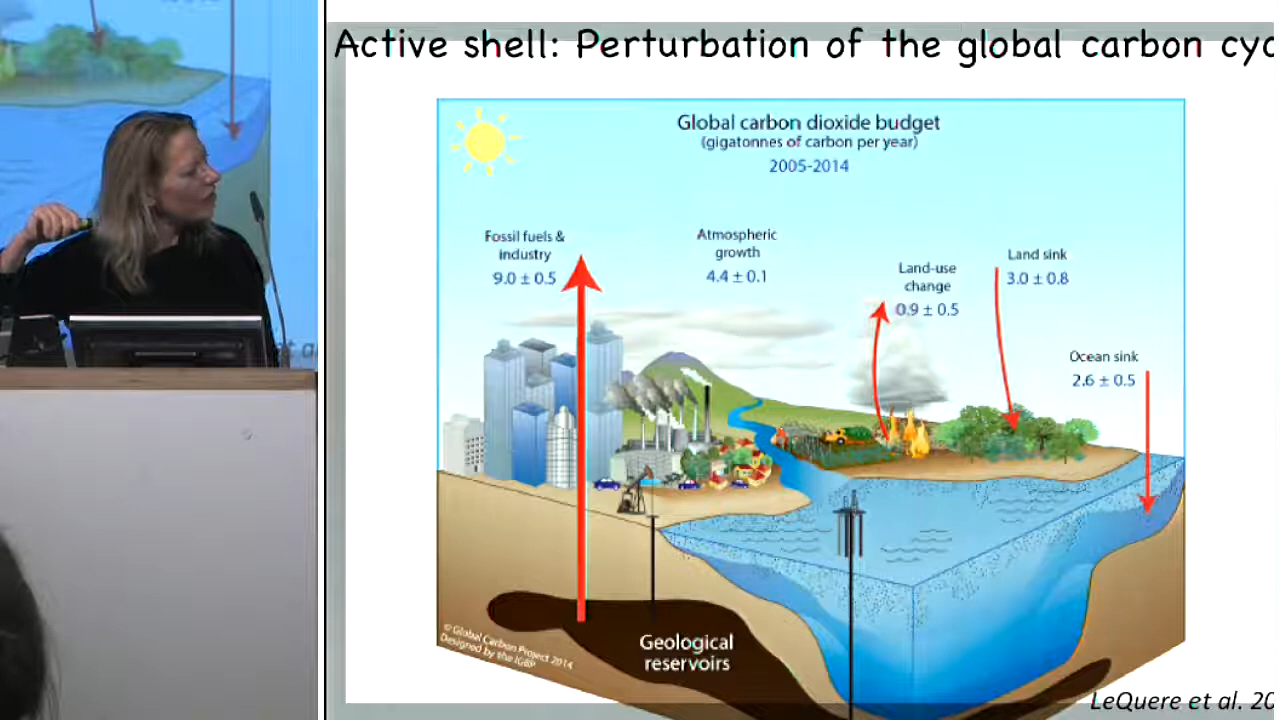 Active shell: Perturbation of the global carbon cyc
Global carbon dioxide budget
(gigatonnes of carbon per year)
2005-2014
Fossil fuels &
industry
9.0 ± 0.5
Atmospheric
growth
4.4 ± 0.1
Land-use
change
0.9 ± 0.5
Land sink
3.0 ± 0.8
Ocean sink
2.6 ± 0.5
Geological
reservoirs
© Global Carbon Project 2014
Designed by the IGBP
LeQuere et al. 20